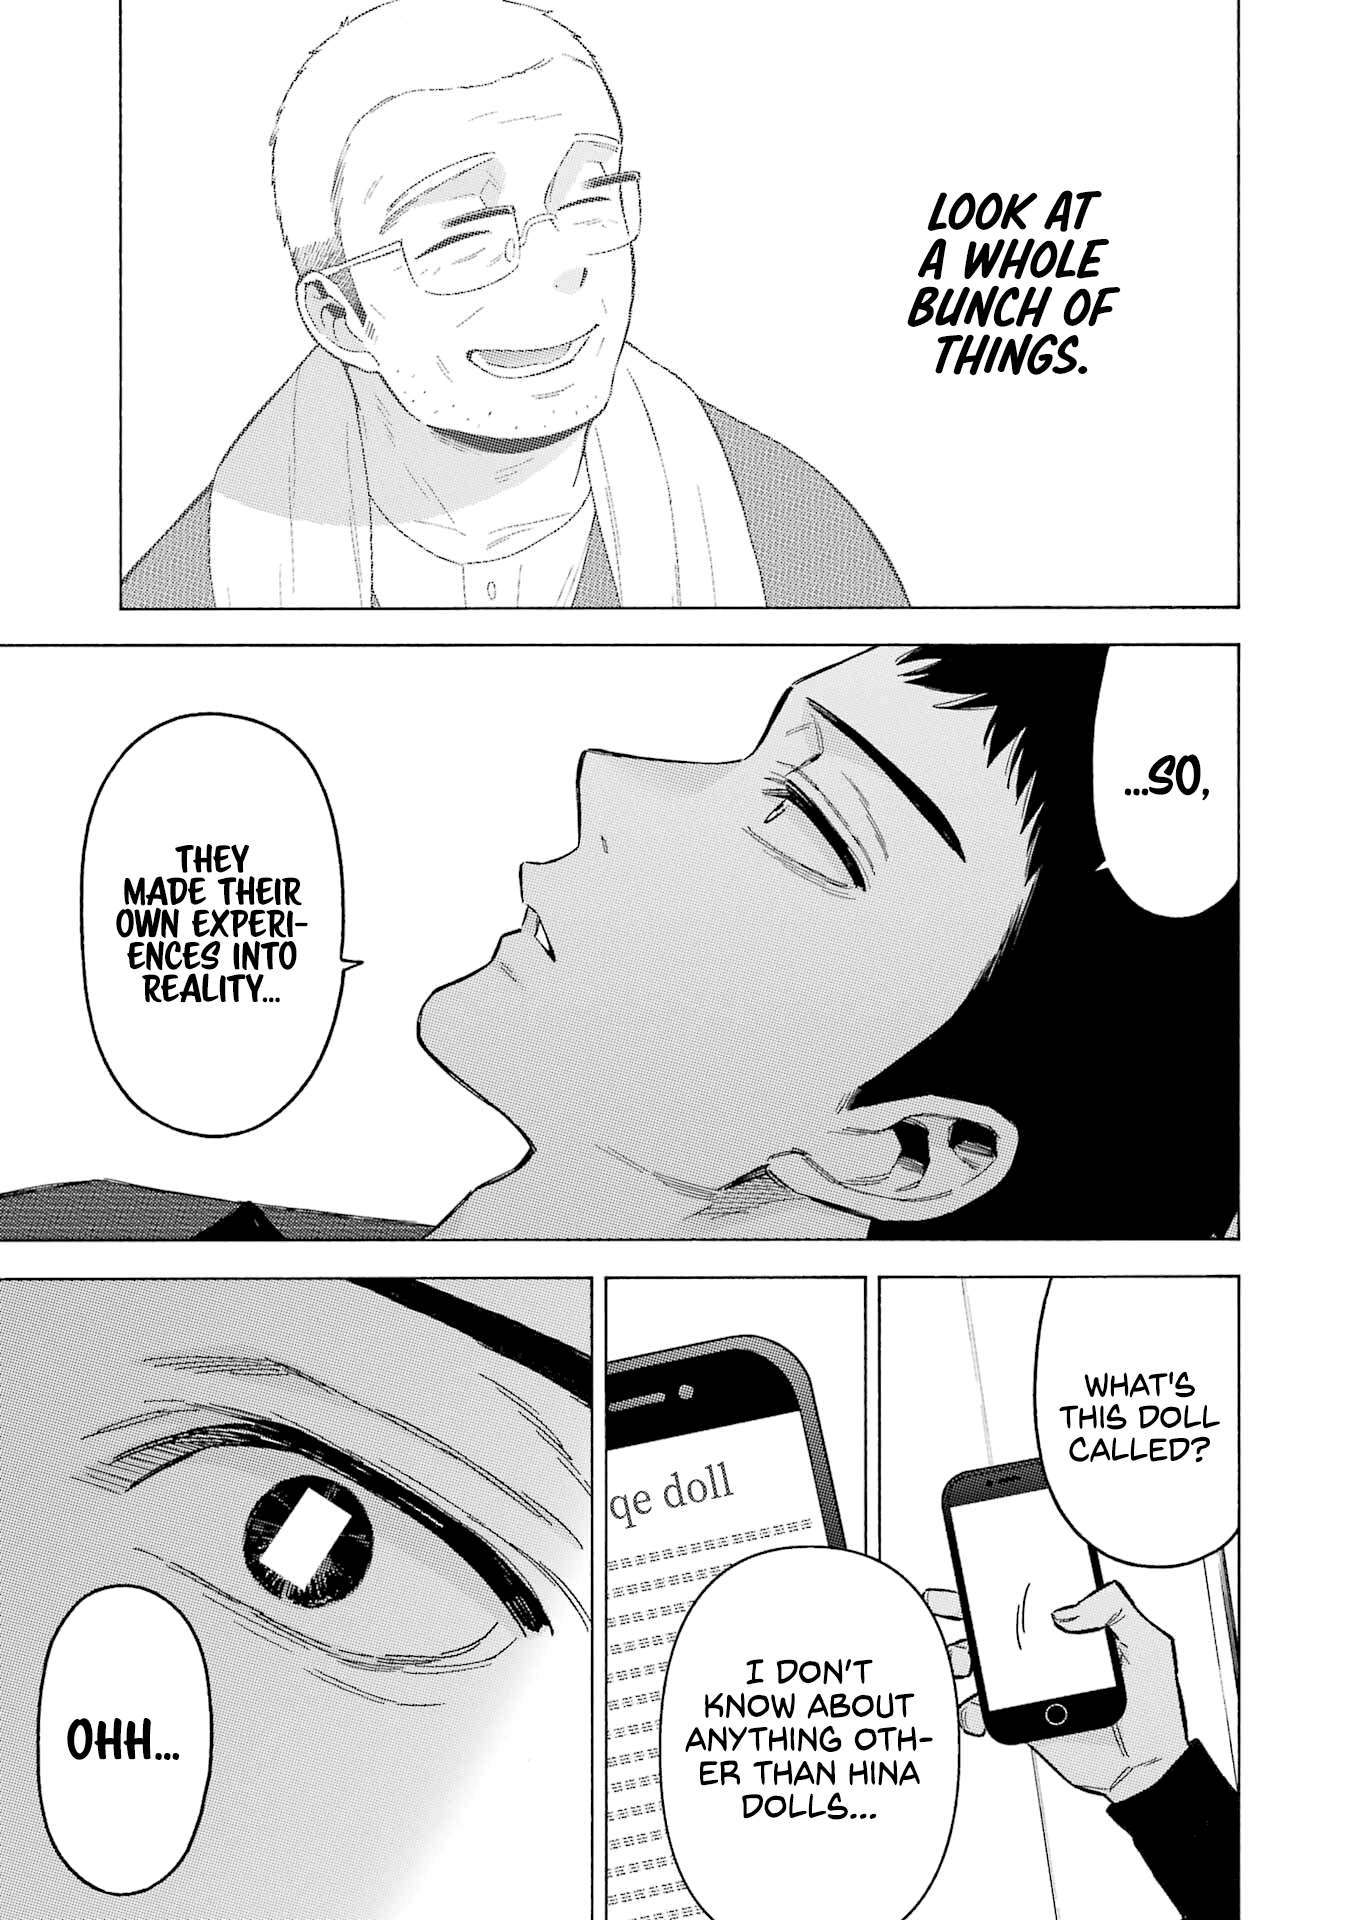 LOOK AT
A WHOLE
BUNCH OF
THINGS.
...SO,
THEY
MADE THEIR
OWN EXPERI-
ENCES INTO
REALITY...
WHAT'S
THIS DOLL
CALLED?
qe doll
I DON'T
KNOW ABOUT
ANYTHING OTH-
ER THAN HINA
DOLLS...
OHH...